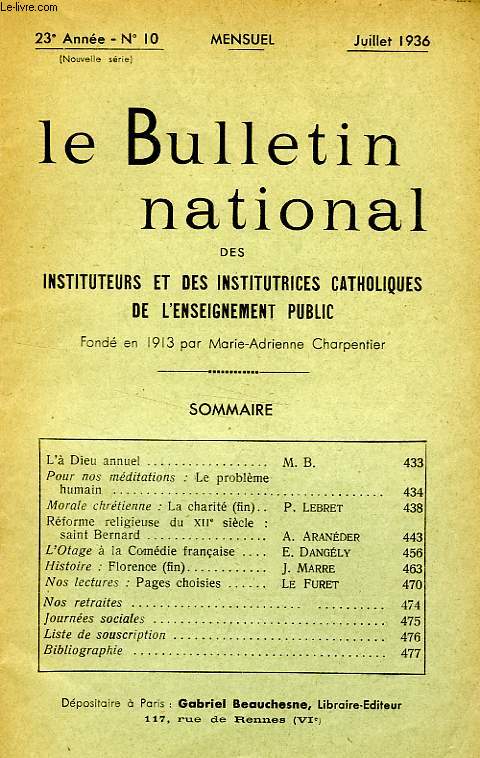 Le-livre.com
23e Année - No 10 MENSUEL Juillet 1936
(Nouvelle série)
le Bulletin
national
DES
INSTITUTEURS ET DES INSTITUTRICES CATHOLIQUES
DE L'ENSEIGNEMENT PUBLIC
Fondé en 1913 par Marie-Adrienne Charpentier
SOMMAIRE
L'à Dieu annuel .................. M. B. 433
Pour nos méditations : Le problème
humain ........................................ 434
Morale chrétienne : La charité (fin).. P. LEBRET 438
Réforme religieuse du XIIe siècle :
saint Bernard .................. A. ARANÉDER 443
L'Otage à la Comédie française .... E. DANGÉLY 456
Histoire : Florence (fin)............ J. MARRE 463
Nos lectures : Pages choisies ...... LE FURET 470
Nos retraites ........................ .......... 474
Journées sociales ................................ 475
Liste de souscription ............................ 476
Bibliographie .................................... 477
Dépositaire à Paris : Gabriel Beauchesne, Libraire-Editeur
117, rue de Rennes (VIe)